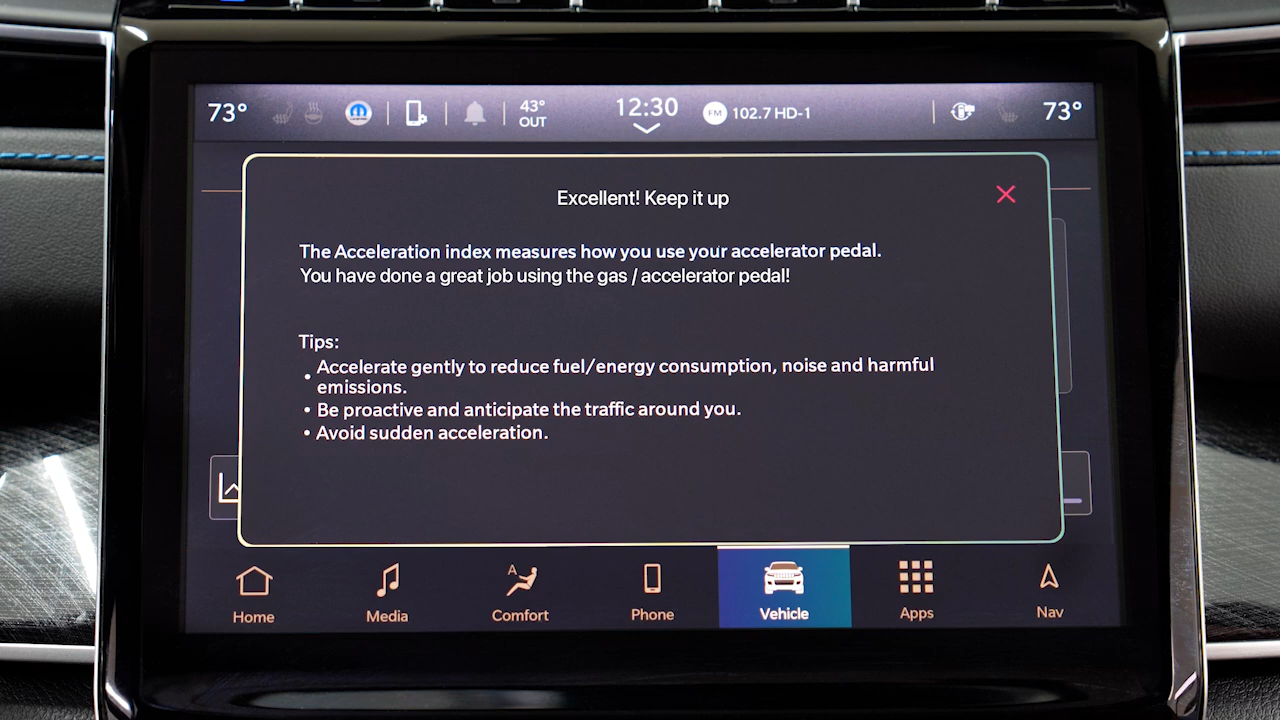 73°
43°
OUT
12:30
FM
102.7 HD-1
73°
Excellent! Keep it up
The Acceleration index measures how you use your accelerator pedal.
You have done a great job using the gas / accelerator pedal!
Tips:
• Accelerate gently to reduce fuel/energy consumption, noise and harmful
emissions.
• Be proactive and anticipate the traffic around you.
• Avoid sudden acceleration.
A
Home
Media
Comfort
Phone
Vehicle
Apps
Nav